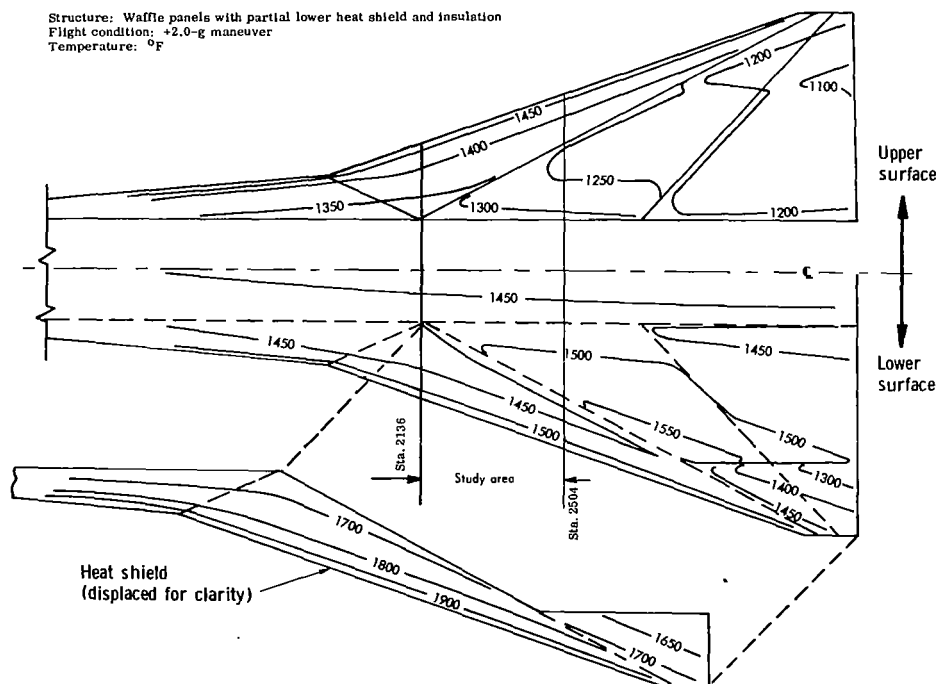 Structure: Waffle panels with partial lower heat shield and insulation
Flight condition: +2.0-g maneuver
Temperature: °F
1200
1100
1450
1400
Upper
surface
1250
1350
1300
1200
℄
1450
1450
1500
1450
Lower
surface
1450
1550
1500
1500
1300
1400
1450
Sta. 2136
Study area
Sta. 2504
1700
Heat shield
(displaced for clarity)
1800
1900
1650
1700